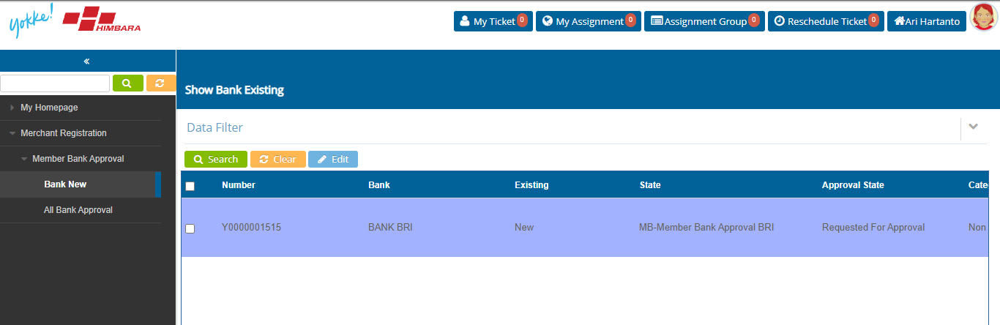 yokke!
HIMBARA
My Ticket 0
My Assignment 0
Assignment Group 0
Reschedule Ticket 0
Ari Hartanto
«
Show Bank Existing
My Homepage
Merchant Registration
Member Bank Approval
Bank New
All Bank Approval
Data Filter
Search Clear Edit
Number Bank Existing State Approval State Cate
Y0000001515 BANK BRI New MB-Member Bank Approval BRI Requested For Approval Non